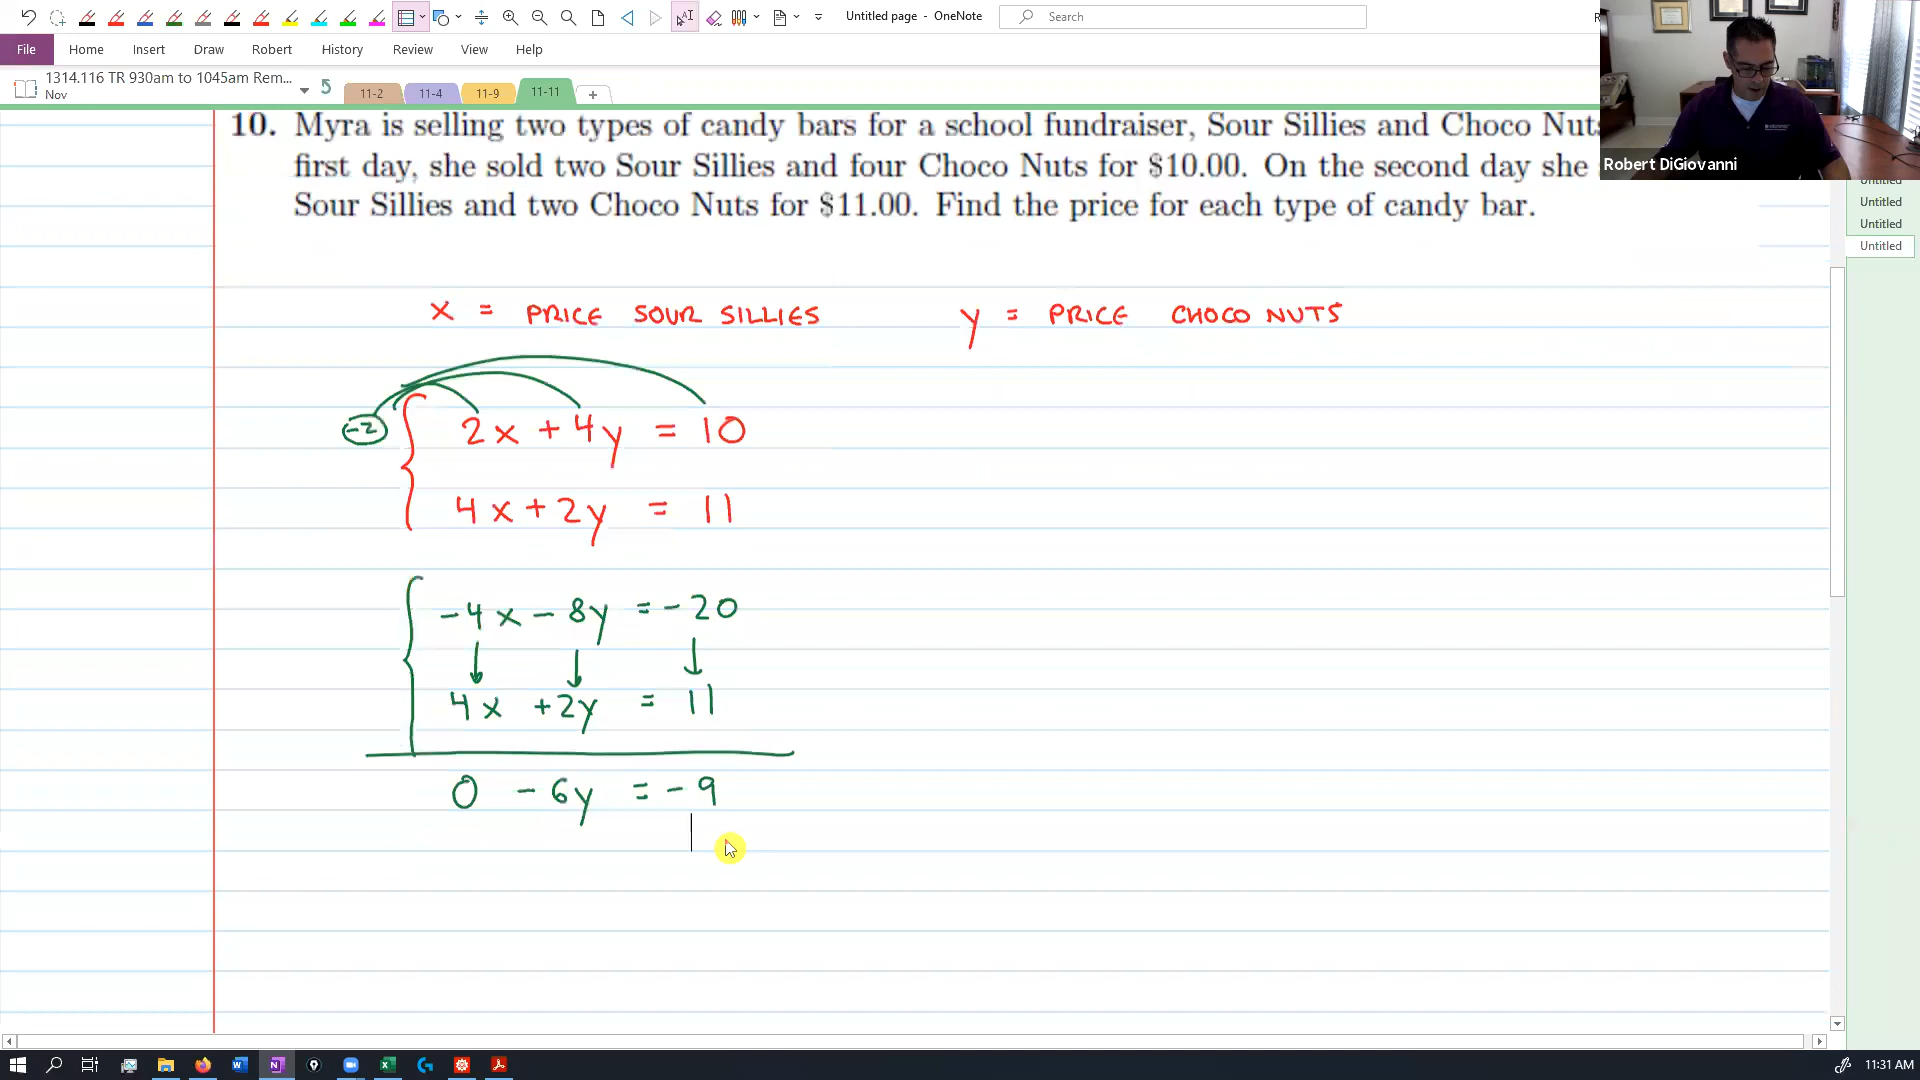 Untitled page - OneNote
Search
R
File Home Insert Draw Robert History Review View Help
1314.116 TR 930am to 1045am Rem...
Nov
11-2 11-4 11-9 11-11
10. Myra is selling two types of candy bars for a school fundraiser, Sour Sillies and Choco Nuts
first day, she sold two Sour Sillies and four Choco Nuts for $10.00. On the second day she
Sour Sillies and two Choco Nuts for $11.00. Find the price for each type of candy bar.
Robert DiGiovanni
Untitled
Untitled
Untitled
Untitled
x = PRICE SOUR SILLIES y = PRICE CHOCO NUTS
-2 2x + 4y = 10
4x + 2y = 11
-4x - 8y = -20
4x + 2y = 11
0 - 6y = -9
11:31 AM